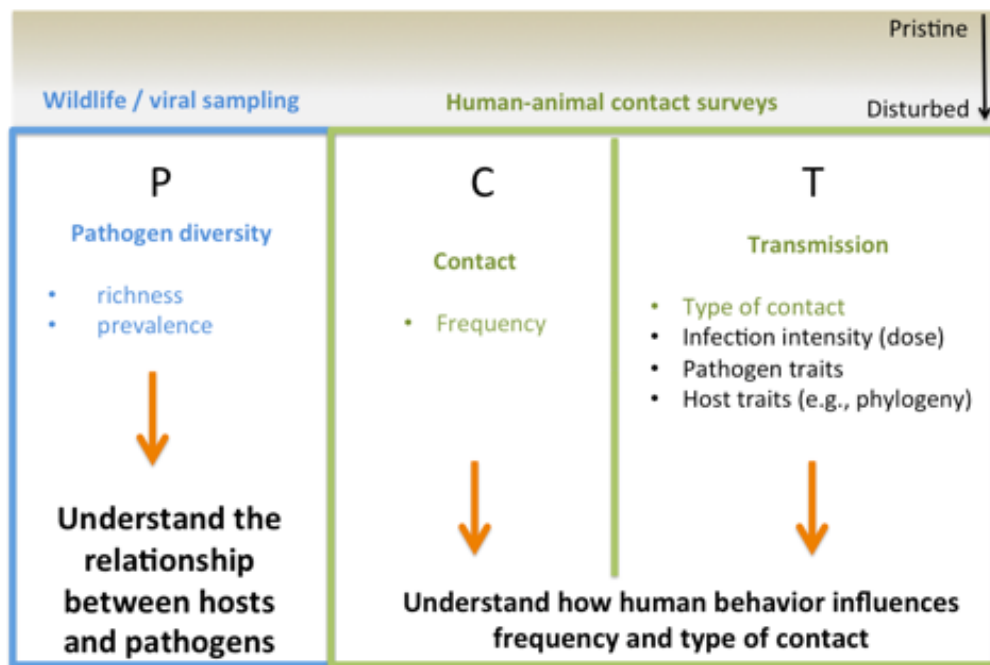 Pristine
Wildlife / viral sampling
Human-animal contact surveys
Disturbed
P
Pathogen diversity
• richness
• prevalence
Understand the
relationship
between hosts
and pathogens
C
Contact
• Frequency
T
Transmission
• Type of contact
• Infection intensity (dose)
• Pathogen traits
• Host traits (e.g., phylogeny)
Understand how human behavior influences
frequency and type of contact